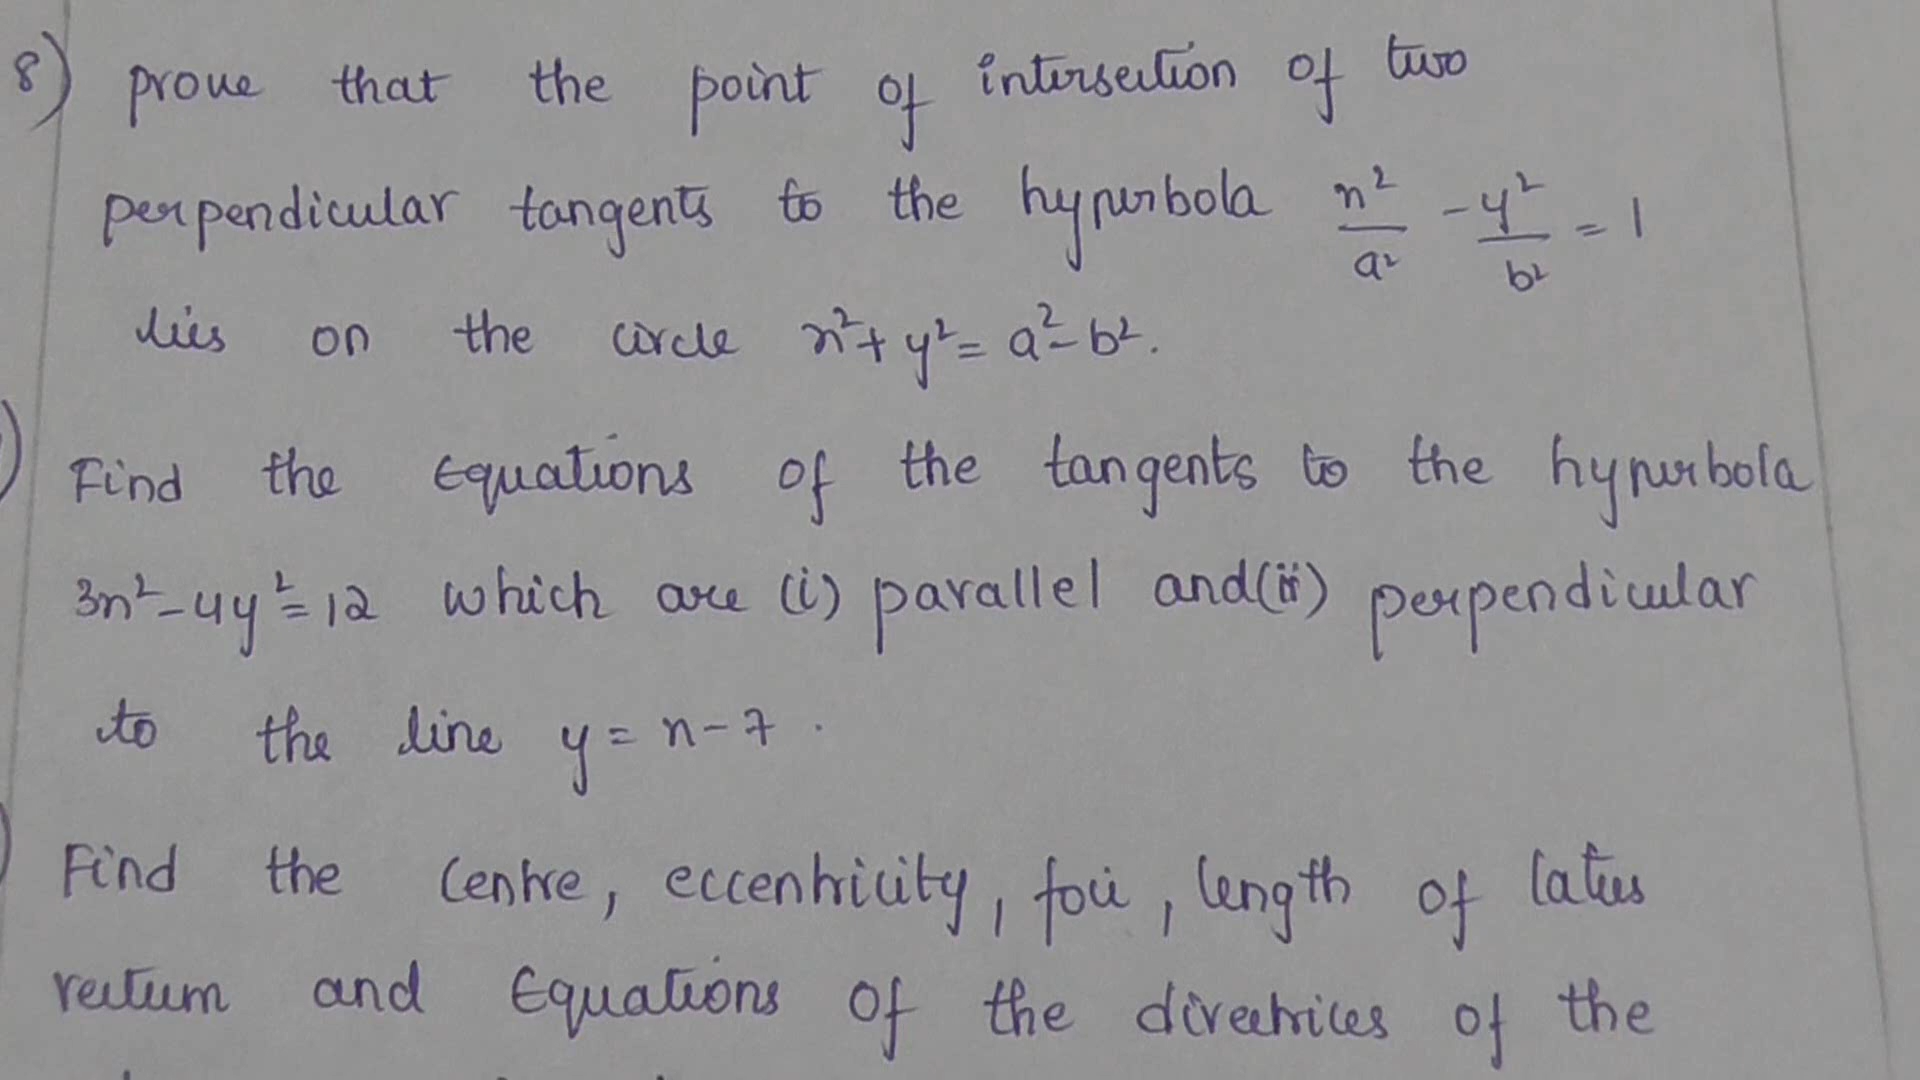 8) prove that the point of intersection of two
perpendicular tangents to the hyperbola x²/a² - y²/b² = 1
lies on the circle x² + y² = a² - b².
Find the Equations of the tangents to the hyperbola
3x² - 4y² = 12 which are (i) parallel and (ii) perpendicular
to the line y = x - 7.
Find the Centre, eccentricity, foci, length of latus
rectum and Equations of the directrices of the